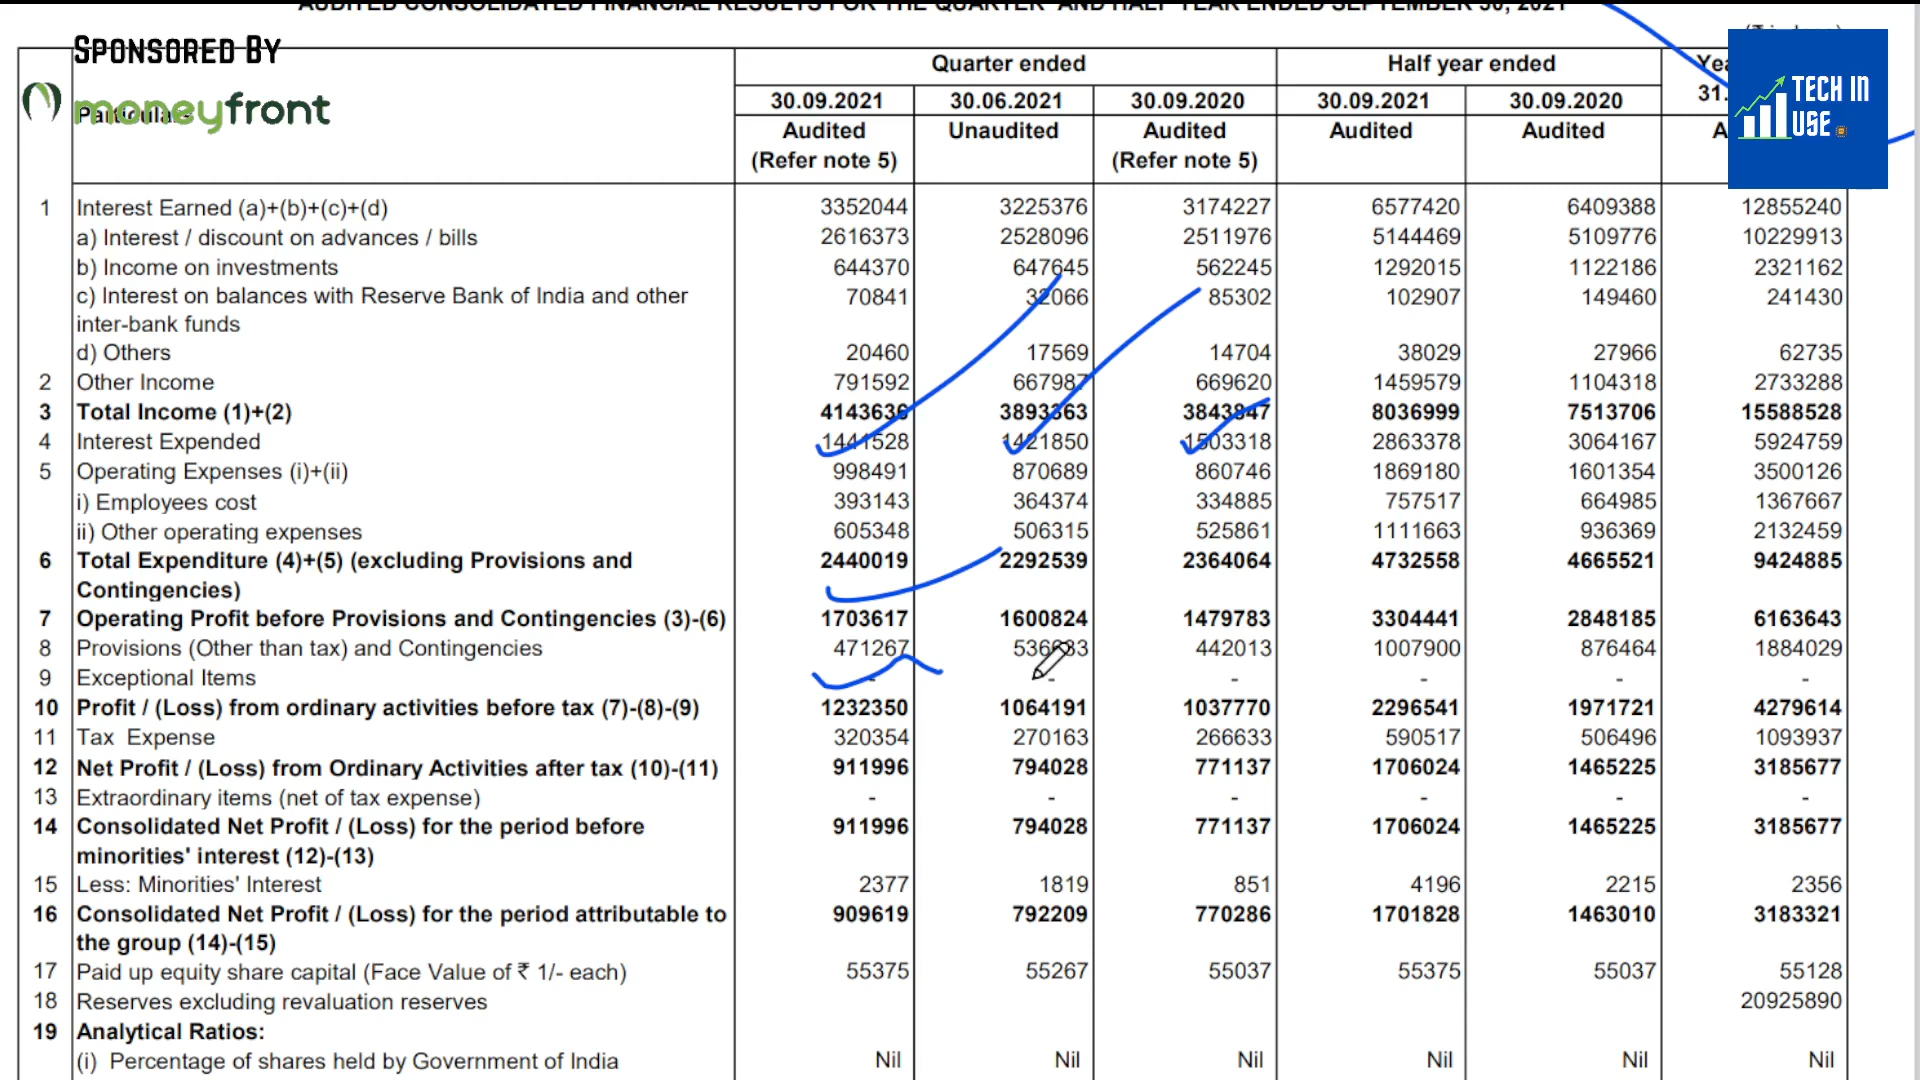 AUDITED CONSOLIDATED FINANCIAL RESULTS FOR THE QUARTER AND HALF YEAR ENDED SEPTEMBER 30, 2021
SPONSORED BY
moneyfront
TECH IN
USE
Quarter ended Half year ended
30.09.2021 30.06.2021 30.09.2020 30.09.2021 30.09.2020 31.
Particulars Audited Unaudited Audited Audited Audited
(Refer note 5) (Refer note 5)
1 Interest Earned (a)+(b)+(c)+(d) 3352044 3225376 3174227 6577420 6409388 12855240
a) Interest / discount on advances / bills 2616373 2528096 2511976 5144469 5109776 10229913
b) Income on investments 644370 647645 562245 1292015 1122186 2321162
c) Interest on balances with Reserve Bank of India and other 70841 32066 85302 102907 149460 241430
inter-bank funds
d) Others 20460 17569 14704 38029 27966 62735
2 Other Income 791592 667987 669620 1459579 1104318 2733288
3 Total Income (1)+(2) 4143636 3893363 3843847 8036999 7513706 15588528
4 Interest Expended 1441528 1421850 1503318 2863378 3064167 5924759
5 Operating Expenses (i)+(ii) 998491 870689 860746 1869180 1601354 3500126
i) Employees cost 393143 364374 334885 757517 664985 1367667
ii) Other operating expenses 605348 506315 525861 1111663 936369 2132459
6 Total Expenditure (4)+(5) (excluding Provisions and 2440019 2292539 2364064 4732558 4665521 9424885
Contingencies)
7 Operating Profit before Provisions and Contingencies (3)-(6) 1703617 1600824 1479783 3304441 2848185 6163643
8 Provisions (Other than tax) and Contingencies 471267 536633 442013 1007900 876464 1884029
9 Exceptional Items - - - - - -
10 Profit / (Loss) from ordinary activities before tax (7)-(8)-(9) 1232350 1064191 1037770 2296541 1971721 4279614
11 Tax Expense 320354 270163 266633 590517 506496 1093937
12 Net Profit / (Loss) from Ordinary Activities after tax (10)-(11) 911996 794028 771137 1706024 1465225 3185677
13 Extraordinary items (net of tax expense) - - - - - -
14 Consolidated Net Profit / (Loss) for the period before 911996 794028 771137 1706024 1465225 3185677
minorities' interest (12)-(13)
15 Less: Minorities' Interest 2377 1819 851 4196 2215 2356
16 Consolidated Net Profit / (Loss) for the period attributable to 909619 792209 770286 1701828 1463010 3183321
the group (14)-(15)
17 Paid up equity share capital (Face Value of ₹ 1/- each) 55375 55267 55037 55375 55037 55128
18 Reserves excluding revaluation reserves 20925890
19 Analytical Ratios:
(i) Percentage of shares held by Government of India Nil Nil Nil Nil Nil Nil